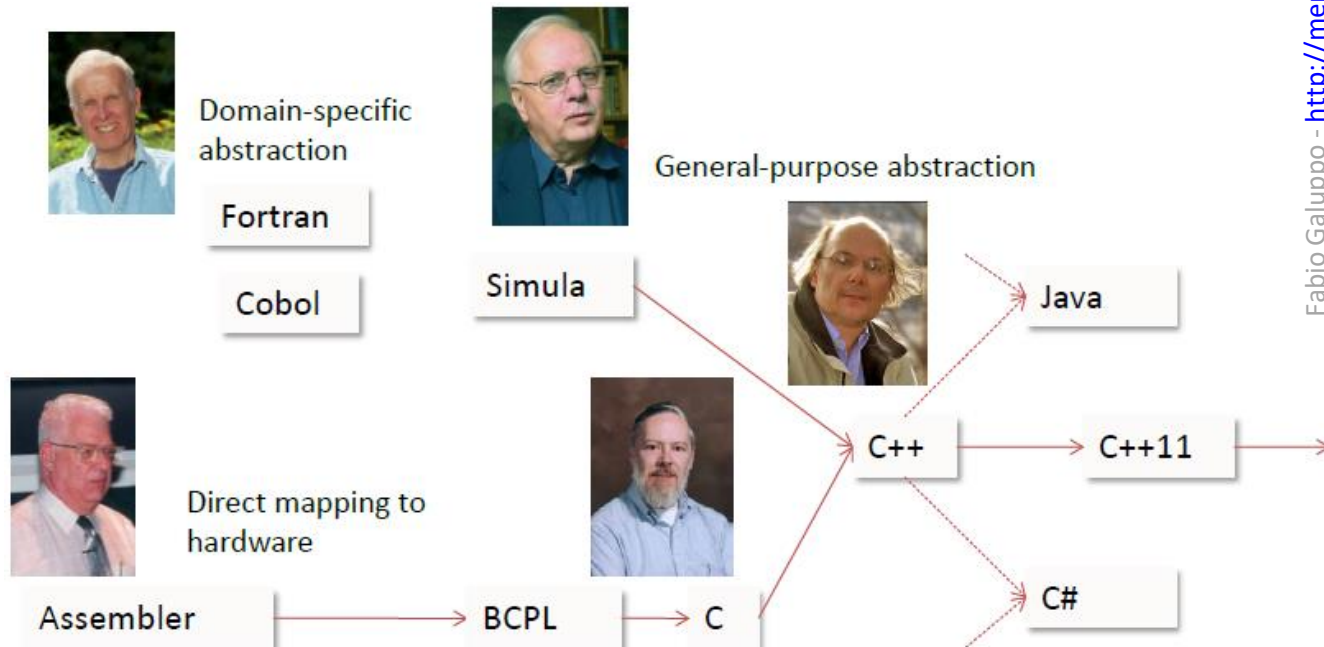 Domain-specific
abstraction
Fortran
Cobol
Simula
General-purpose abstraction
Java
C++
C++11
Direct mapping to
hardware
Assembler
BCPL
C
C#
Fabio Galuppo - http://